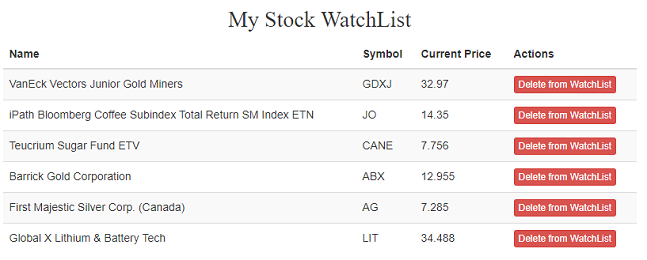 My Stock WatchList
Name Symbol Current Price Actions
VanEck Vectors Junior Gold Miners GDXJ 32.97 Delete from WatchList
iPath Bloomberg Coffee Subindex Total Return SM Index ETN JO 14.35 Delete from WatchList
Teucrium Sugar Fund ETV CANE 7.756 Delete from WatchList
Barrick Gold Corporation ABX 12.955 Delete from WatchList
First Majestic Silver Corp. (Canada) AG 7.285 Delete from WatchList
Global X Lithium & Battery Tech LIT 34.488 Delete from WatchList